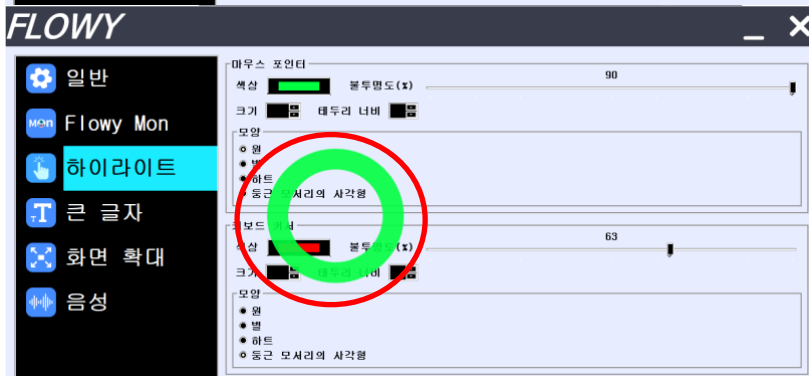 FLOWY
일반
Flowy Mon
하이라이트
큰 글자
화면 확대
음성
마우스 포인터
색상 불투명도(%) 90
크기 테두리 너비
모양
원
하트
둥근 모서리의 사각형
색상 불투명도(%) 63
크기 테두리 너비
모양
원
별
하트
둥근 모서리의 사각형